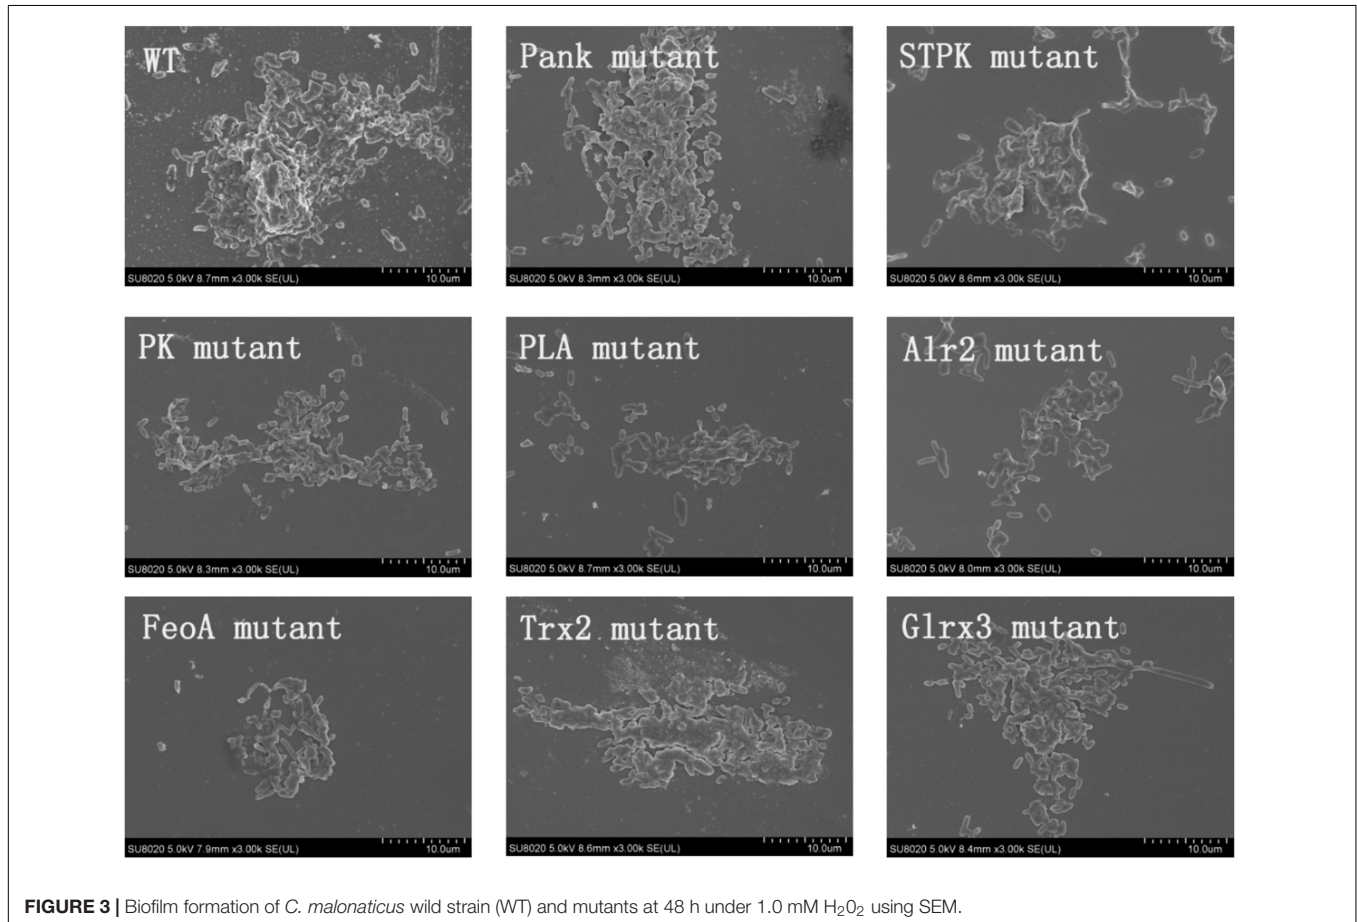 WT
Pank mutant
STPK mutant
SU8020 5.0kV 8.7mm x3.00k SE(UL) 10.0um
SU8020 5.0kV 8.3mm x3.00k SE(UL) 10.0um
SU8020 5.0kV 8.6mm x3.00k SE(UL) 10.0um
PK mutant
PLA mutant
Alr2 mutant
SU8020 5.0kV 8.3mm x3.00k SE(UL) 10.0um
SU8020 5.0kV 8.7mm x3.00k SE(UL) 10.0um
SU8020 5.0kV 8.0mm x3.00k SE(UL) 10.0um
FeoA mutant
Trx2 mutant
Glrx3 mutant
SU8020 5.0kV 7.9mm x3.00k SE(UL) 10.0um
SU8020 5.0kV 8.6mm x3.00k SE(UL) 10.0um
SU8020 5.0kV 8.4mm x3.00k SE(UL) 10.0um
FIGURE 3 | Biofilm formation of C. malonaticus wild strain (WT) and mutants at 48 h under 1.0 mM H₂0₂ using SEM.